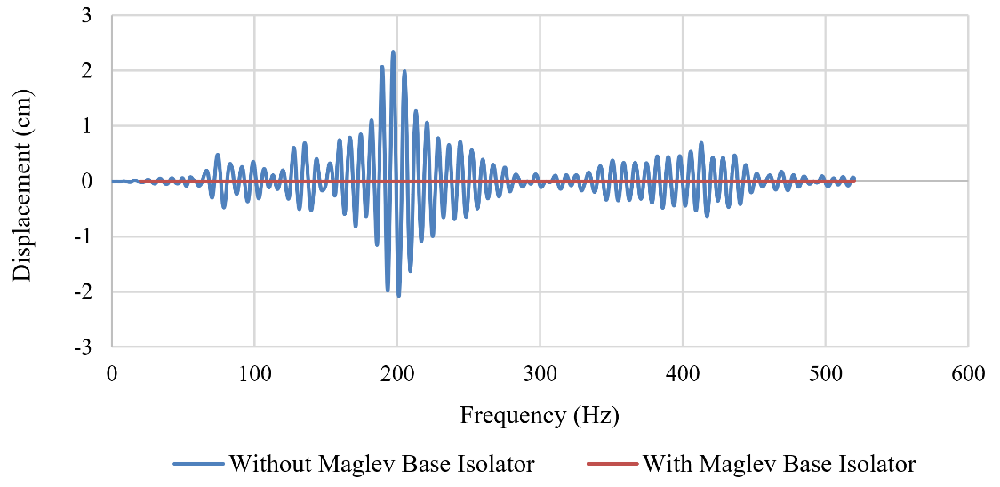 3
2
1
0
-1
-2
-3
Displacement (cm)
0 100 200 300 400 500 600
Frequency (Hz)
Without Maglev Base Isolator With Maglev Base Isolator